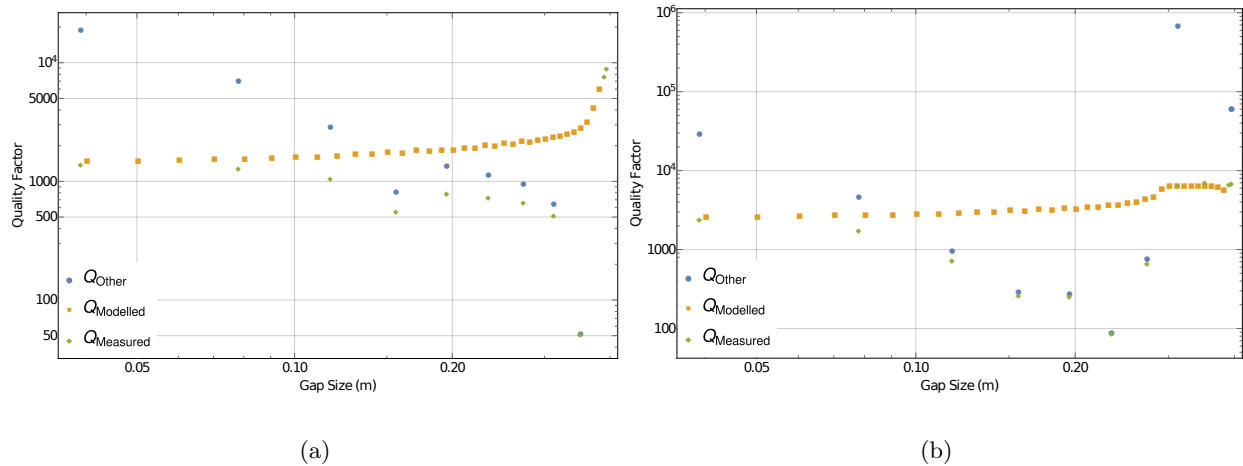 10^4
5000
1000
500
100
50
0.05
0.10
0.20
Quality Factor
Gap Size (m)
Q_Other
Q_Modelled
Q_Measured
(a)
10^6
10^5
10^4
1000
100
0.05
0.10
0.20
Quality Factor
Gap Size (m)
Q_Other
Q_Modelled
Q_Measured
(b)